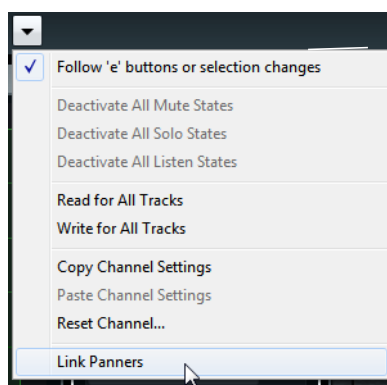 Follow 'e' buttons or selection changes
Deactivate All Mute States
Deactivate All Solo States
Deactivate All Listen States
Read for All Tracks
Write for All Tracks
Copy Channel Settings
Paste Channel Settings
Reset Channel...
Link Panners